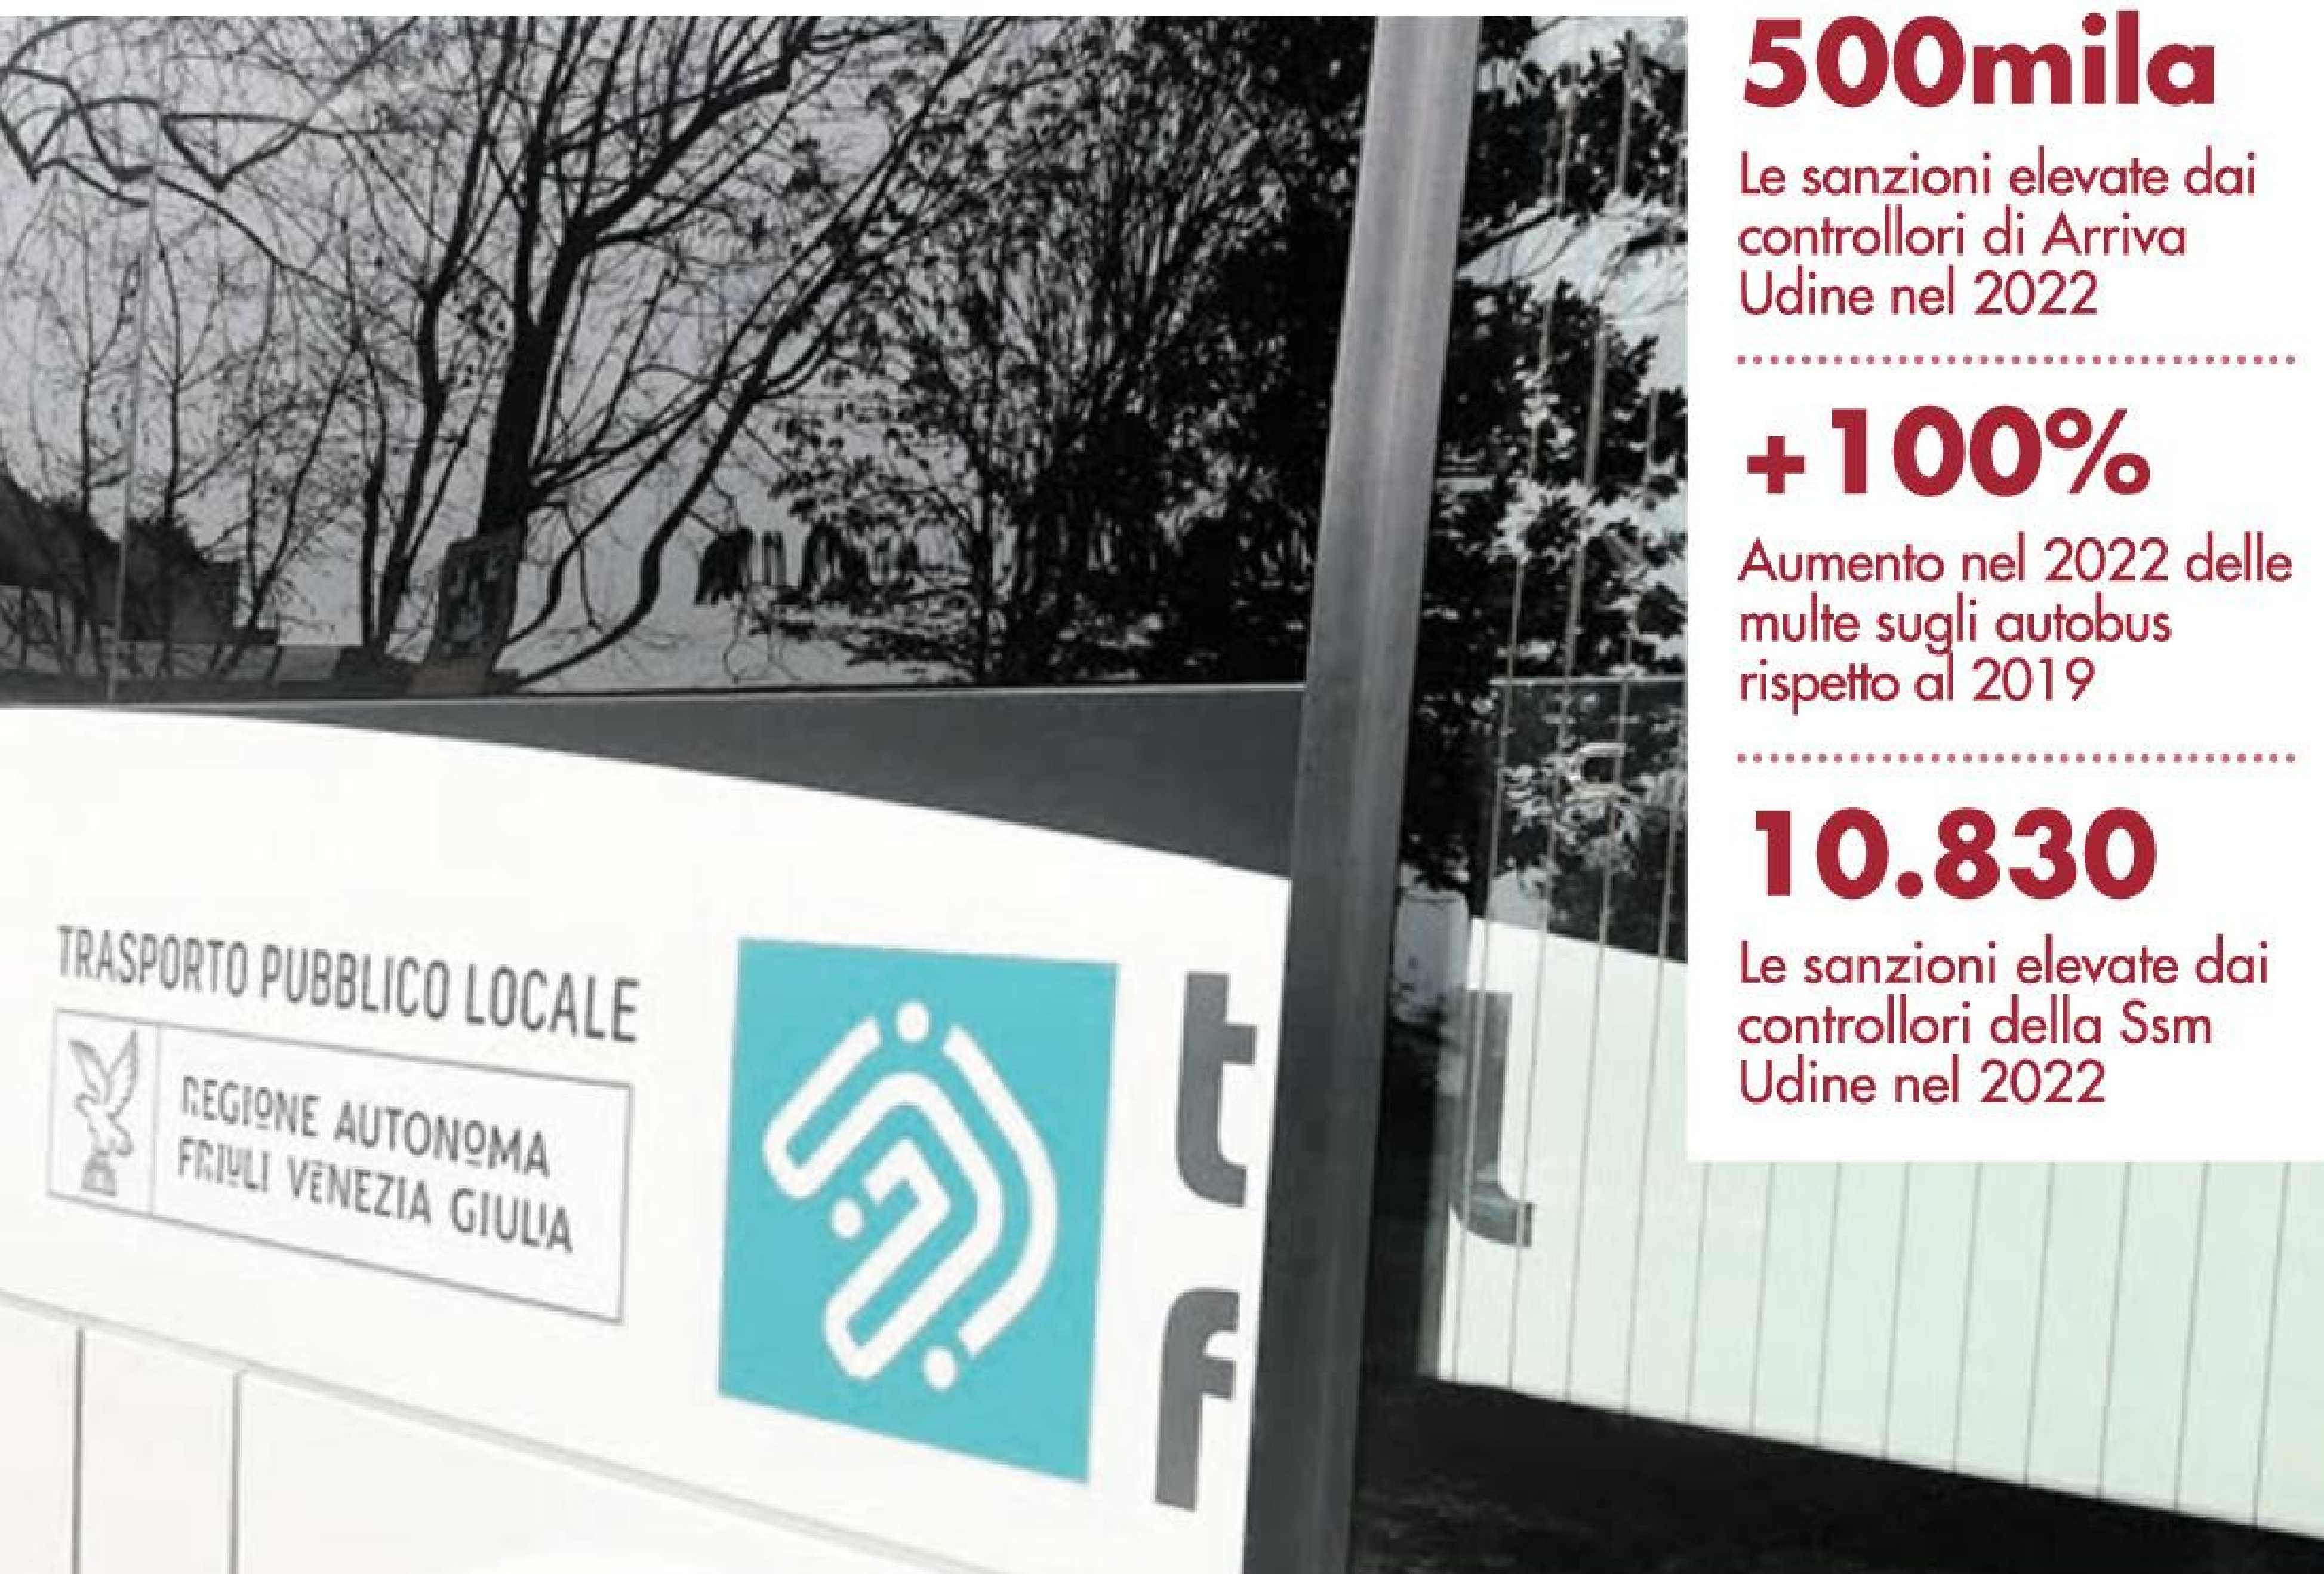 500mila
Le sanzioni elevate dai
controllori di Arriva
Udine nel 2022
+100%
Aumento nel 2022 delle
multe sugli autobus
rispetto al 2019
10.830
Le sanzioni elevate dai
controllori della Ssm
Udine nel 2022
TRASPORTO PUBBLICO LOCALE
REGIONE AUTONOMA
FRIULI VENEZIA GIULIA
t
l
f